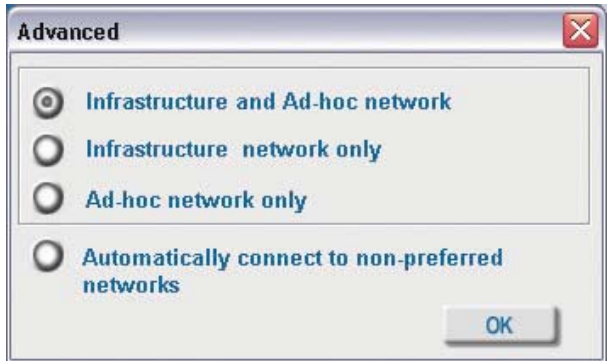 Advanced
Infrastructure and Ad-hoc network
Infrastructure network only
Ad-hoc network only
Automatically connect to non-preferred
networks
OK